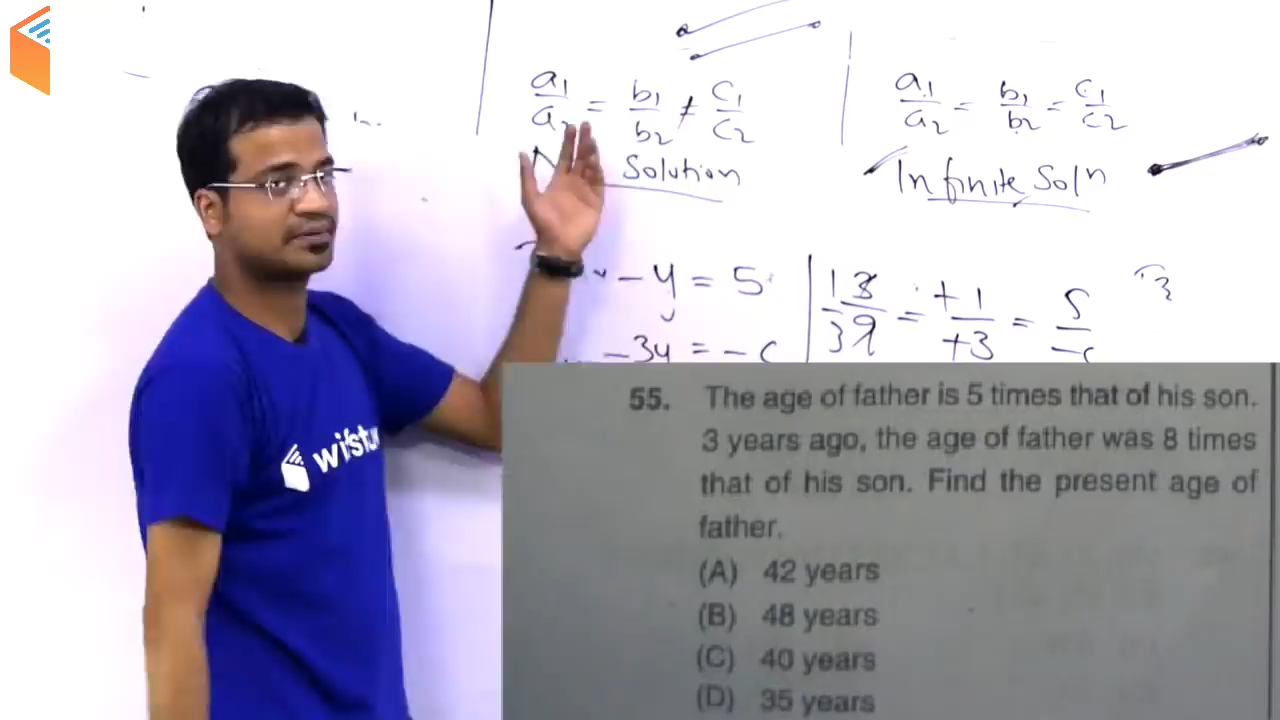 a1/a2 = b1/b2 ≠ c1/c2
Solution
a1/a2 = b1/b2 = c1/c2
Infinite Soln
- y = 5
- 3y = - c
13/39 = +1/+3 = 5/-c
55. The age of father is 5 times that of his son.
3 years ago, the age of father was 8 times
that of his son. Find the present age of
father.
(A) 42 years
(B) 48 years
(C) 40 years
(D) 35 years